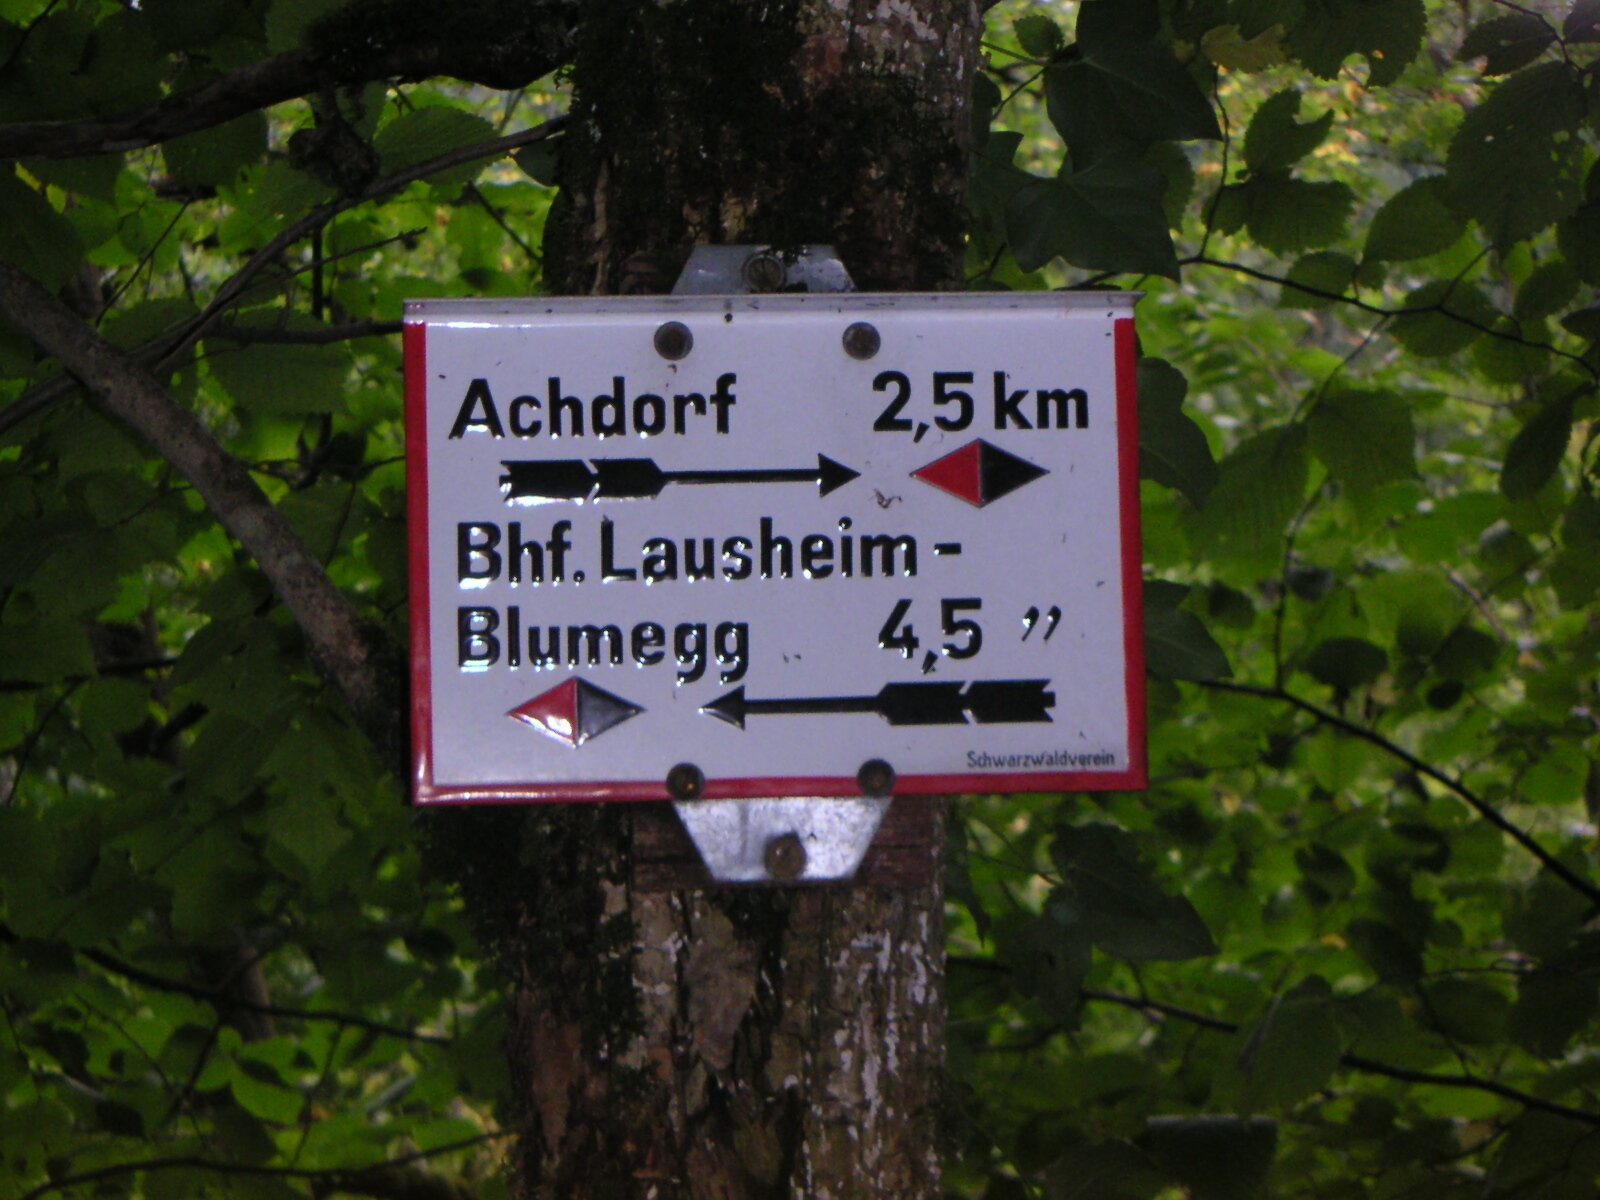 Achdorf 2,5 km
Bhf. Lausheim-
Blumegg 4,5 ”
Schwarzwaldverein